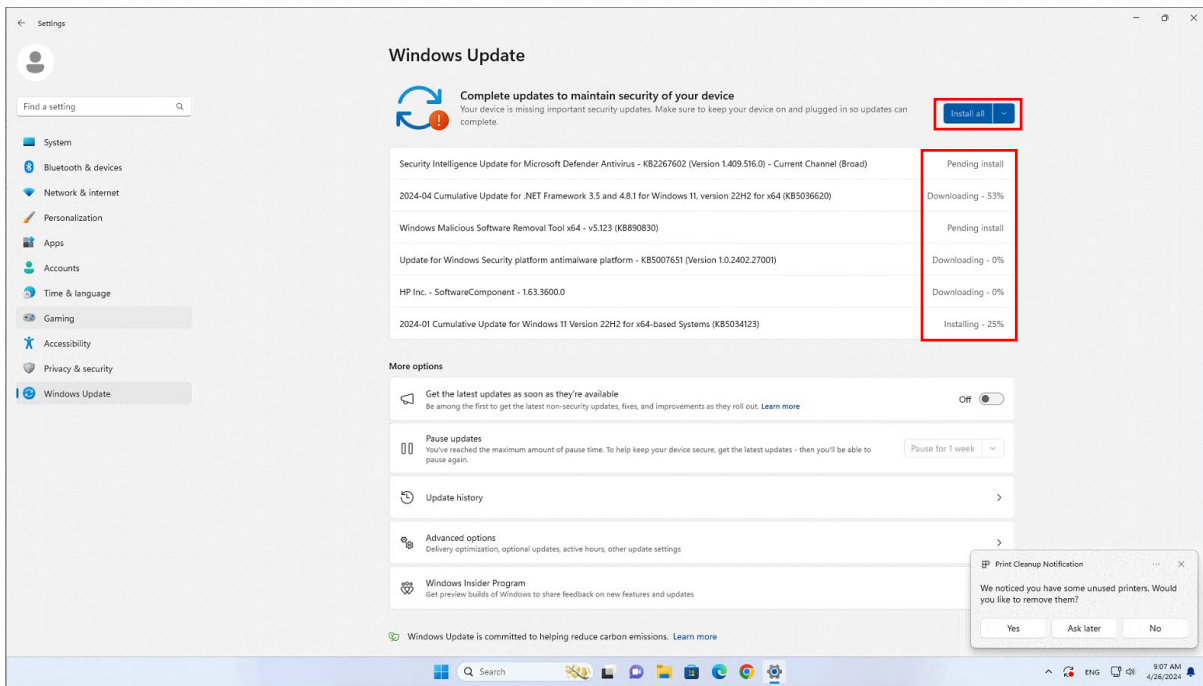 Settings
Find a setting
System
Bluetooth & devices
Network & internet
Personalization
Apps
Accounts
Time & language
Gaming
Accessibility
Privacy & security
Windows Update
Windows Update
Complete updates to maintain security of your device
Your device is missing important security updates. Make sure to keep your device on and plugged in so updates can
complete.
Install all
Security Intelligence Update for Microsoft Defender Antivirus - KB2267602 (Version 1.409.516.0) - Current Channel (Broad) Pending install
2024-04 Cumulative Update for .NET Framework 3.5 and 4.8.1 for Windows 11, version 22H2 for x64 (KB5036620) Downloading - 53%
Windows Malicious Software Removal Tool x64 - v5.123 (KB890830) Pending install
Update for Windows Security platform antimalware platform - KB5007651 (Version 1.0.2402.27001) Downloading - 0%
HP Inc. - SoftwareComponent - 1.63.3600.0 Downloading - 0%
2024-01 Cumulative Update for Windows 11 Version 22H2 for x64-based Systems (KB5034123) Installing - 25%
More options
Get the latest updates as soon as they're available
Be among the first to get the latest non-security updates, fixes, and improvements as they roll out. Learn more
Off
Pause updates
You've reached the maximum amount of pause time. To help keep your device secure, get the latest updates - then you'll be able to
pause again.
Pause for 1 week
Update history
Advanced options
Delivery optimization, optional updates, active hours, other update settings
Windows Insider Program
Get preview builds of Windows to share feedback on new features and updates
Windows Update is committed to helping reduce carbon emissions. Learn more
Print Cleanup Notification
We noticed you have some unused printers. Would
you like to remove them?
Yes Ask later No
Search
ENG
9:07 AM
4/26/2024